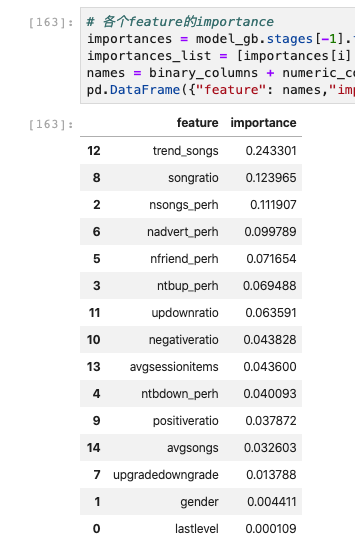 [163]: # 各个feature的importance
importances = model_gb.stages[-1].
importances_list = [importances[i]
names = binary_columns + numeric_co
pd.DataFrame({"feature": names,"imp
[163]:
feature importance
12 trend_songs 0.243301
8 songratio 0.123965
2 nsongs_perh 0.111907
6 nadvert_perh 0.099789
5 nfriend_perh 0.071654
3 ntbup_perh 0.069488
11 updownratio 0.063591
10 negativeratio 0.043828
13 avgsessionitems 0.043600
4 ntbdown_perh 0.040093
9 positiveratio 0.037872
14 avgsongs 0.032603
7 upgradedowngrade 0.013788
1 gender 0.004411
0 lastlevel 0.000109